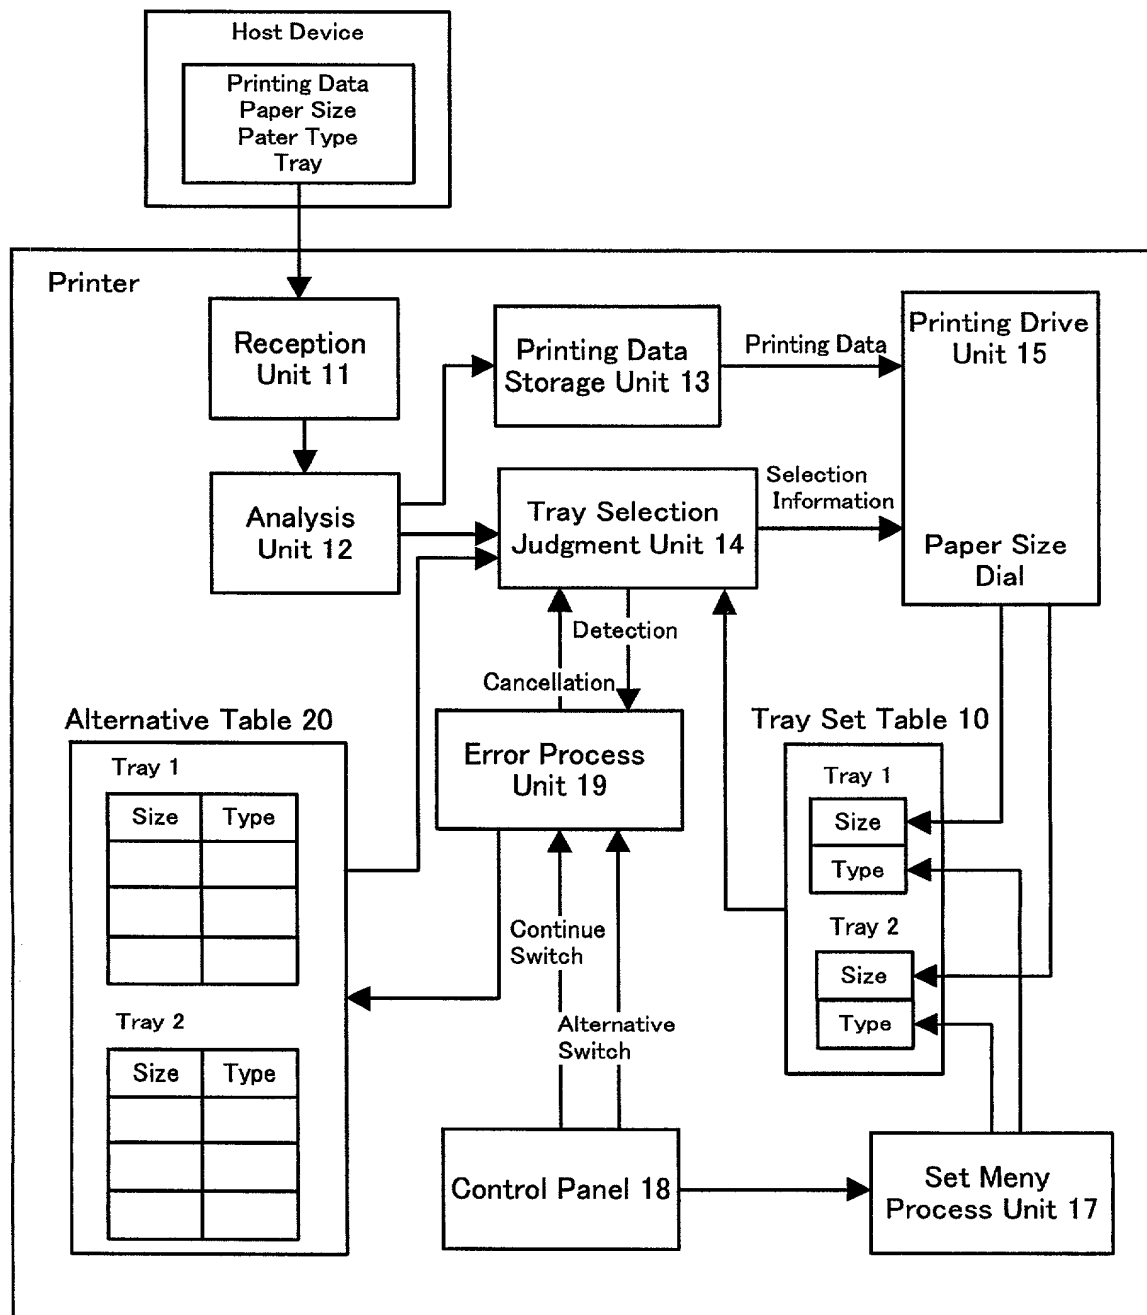 Host Device
Printing Data
Paper Size
Pater Type
Tray
Printer
Reception
Unit 11
Printing Data
Storage Unit 13
Printing Data
Printing Drive
Unit 15
Analysis
Unit 12
Tray Selection
Judgment Unit 14
Selection
Information
Paper Size
Dial
Detection
Cancellation
Alternative Table 20
Tray 1
Size Type
Tray 2
Size Type
Error Process
Unit 19
Tray Set Table 10
Tray 1
Size
Type
Tray 2
Size
Type
Continue
Switch
Alternative
Switch
Control Panel 18
Set Meny
Process Unit 17